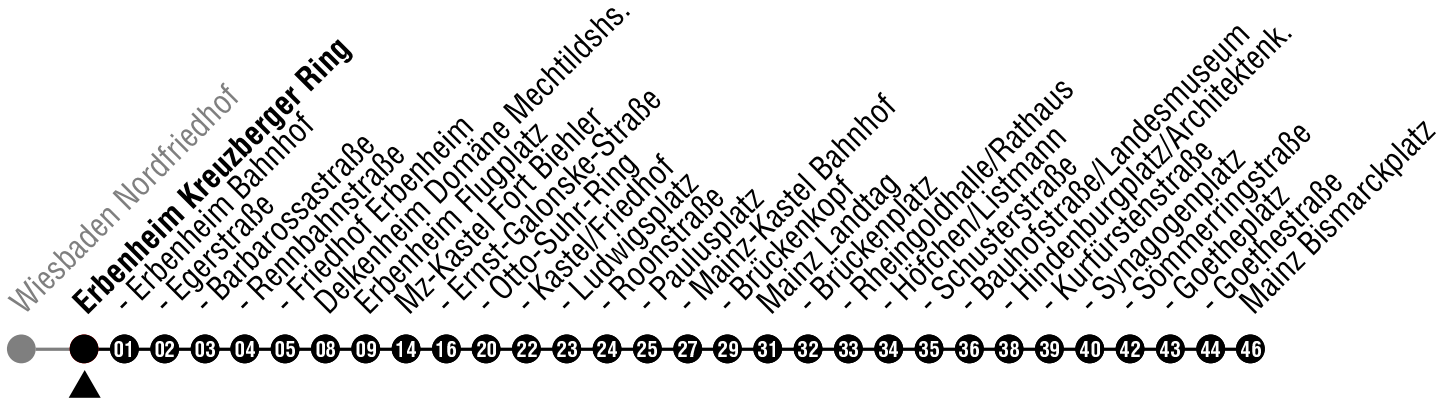 Wiesbaden Nordfriedhof
Erbenheim Kreuzberger Ring
- Erbenheim Bahnhof
- Egerstraße
- Barbarossastraße
- Rennbahnstraße
- Friedhof Erbenheim
Delkenheim Domäne Mechtildshs.
Erbenheim Flugplatz
Mz-Kastel Fort Biehler
- Ernst-Galonske-Straße
- Otto-Suhr-Ring
- Kastel/Friedhof
- Ludwigsplatz
- Roonstraße
- Paulusplatz
- Mainz-Kastel Bahnhof
- Brückenkopf
Mainz Landtag
- Brückenplatz
- Rheingoldhalle/Rathaus
- Höfchen/Listmann
- Schusterstraße
- Bauhofstraße/Landesmuseum
- Hindenburgplatz/Architektenk.
- Kurfürstenstraße
- Synagogenplatz
- Sömmerringstraße
- Goetheplatz
- Goethestraße
Mainz Bismarckplatz
01 02 03 04 05 08 09 14 16 20 22 23 24 25 27 29 31 32 33 34 35 36 38 39 40 42 43 44 46